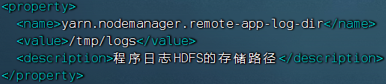 <property>
<name>yarn.nodemanager.remote-app-log-dir</name>
<value>/tmp/logs</value>
<description>程序日志HDFS的存储路径</description>
</property>